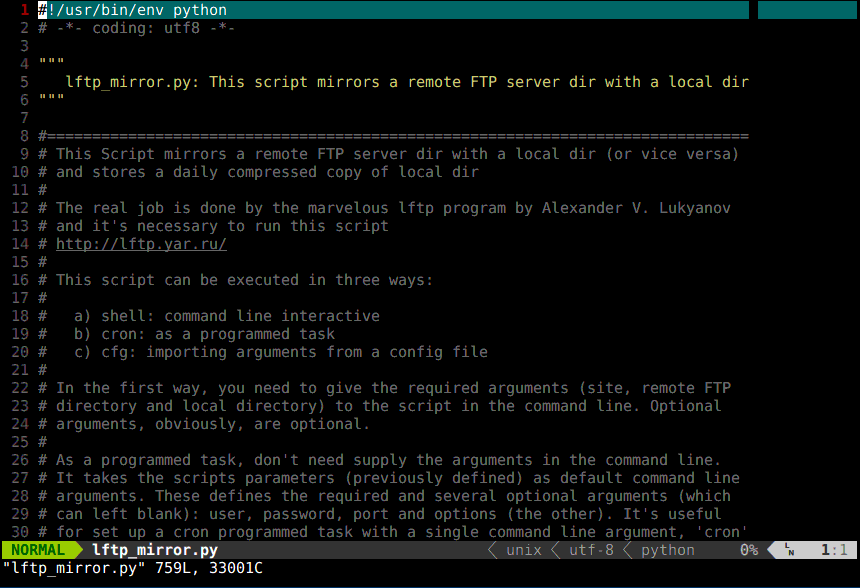 1 #!/usr/bin/env python
2 # -*- coding: utf8 -*-
3
4 """
5    lftp_mirror.py: This script mirrors a remote FTP server dir with a local dir
6 """
7
8 #==============================================================================
9 # This Script mirrors a remote FTP server dir with a local dir (or vice versa)
10 # and stores a daily compressed copy of local dir
11 #
12 # The real job is done by the marvelous lftp program by Alexander V. Lukyanov
13 # and it's necessary to run this script
14 # http://lftp.yar.ru/
15 #
16 # This script can be executed in three ways:
17 #
18 #   a) shell: command line interactive
19 #   b) cron: as a programmed task
20 #   c) cfg: importing arguments from a config file
21 #
22 # In the first way, you need to give the required arguments (site, remote FTP
23 # directory and local directory) to the script in the command line. Optional
24 # arguments, obviously, are optional.
25 #
26 # As a programmed task, don't need supply the arguments in the command line.
27 # It takes the scripts parameters (previously defined) as default command line
28 # arguments. These defines the required and several optional arguments (which
29 # can left blank): user, password, port and options (the other). It's useful
30 # for set up a cron programmed task with a single command line argument, 'cron'
NORMAL lftp_mirror.py unix utf-8 python 0% LN 1:1
"lftp_mirror.py" 759L, 33001C